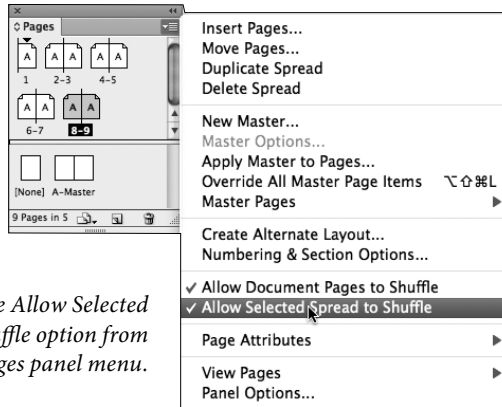 Pages
A A A A A
1 2-3 4-5
A A A A
6-7 8-9
[None] A-Master
9 Pages in 5
Insert Pages...
Move Pages...
Duplicate Spread
Delete Spread
New Master...
Master Options...
Apply Master to Pages...
Override All Master Page Items ⌥⇧⌘L
Master Pages
Create Alternate Layout...
Numbering & Section Options...
✓ Allow Document Pages to Shuffle
✓ Allow Selected Spread to Shuffle
Page Attributes
View Pages
Panel Options...
Allow Selected
option from
panel menu.